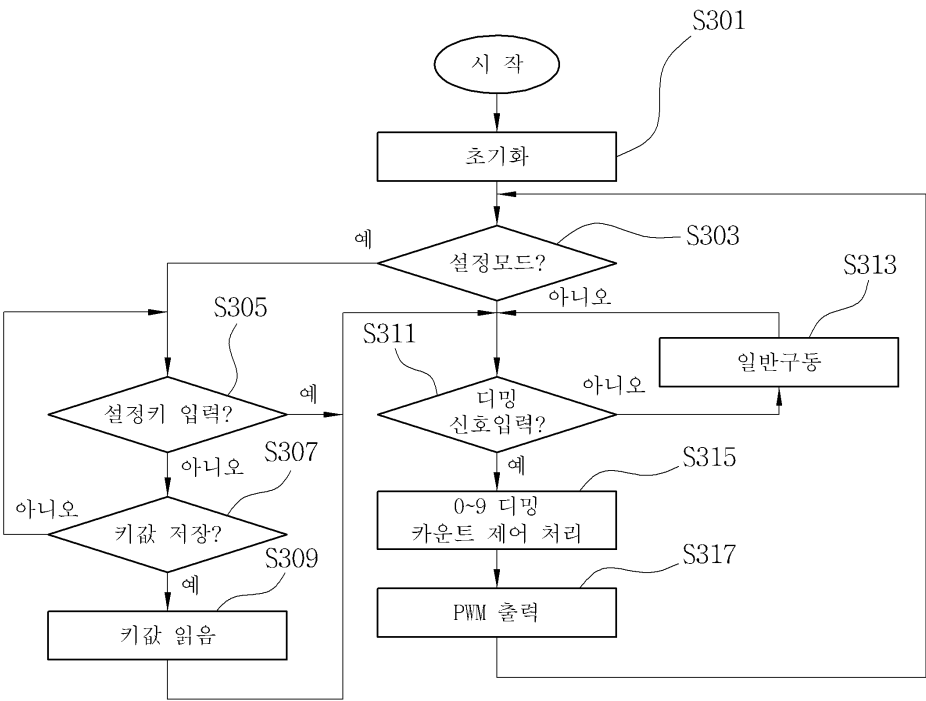 S301
시 작
초기화
예
설정모드?
S303
아니오
S313
S305
S311
일반구동
설정키 입력?
예
디밍
신호입력?
아니오
아니오
S307
예
S315
아니오
키값 저장?
0~9 디밍
카운트 제어 처리
S309
예
S317
키값 읽음
PWM 출력